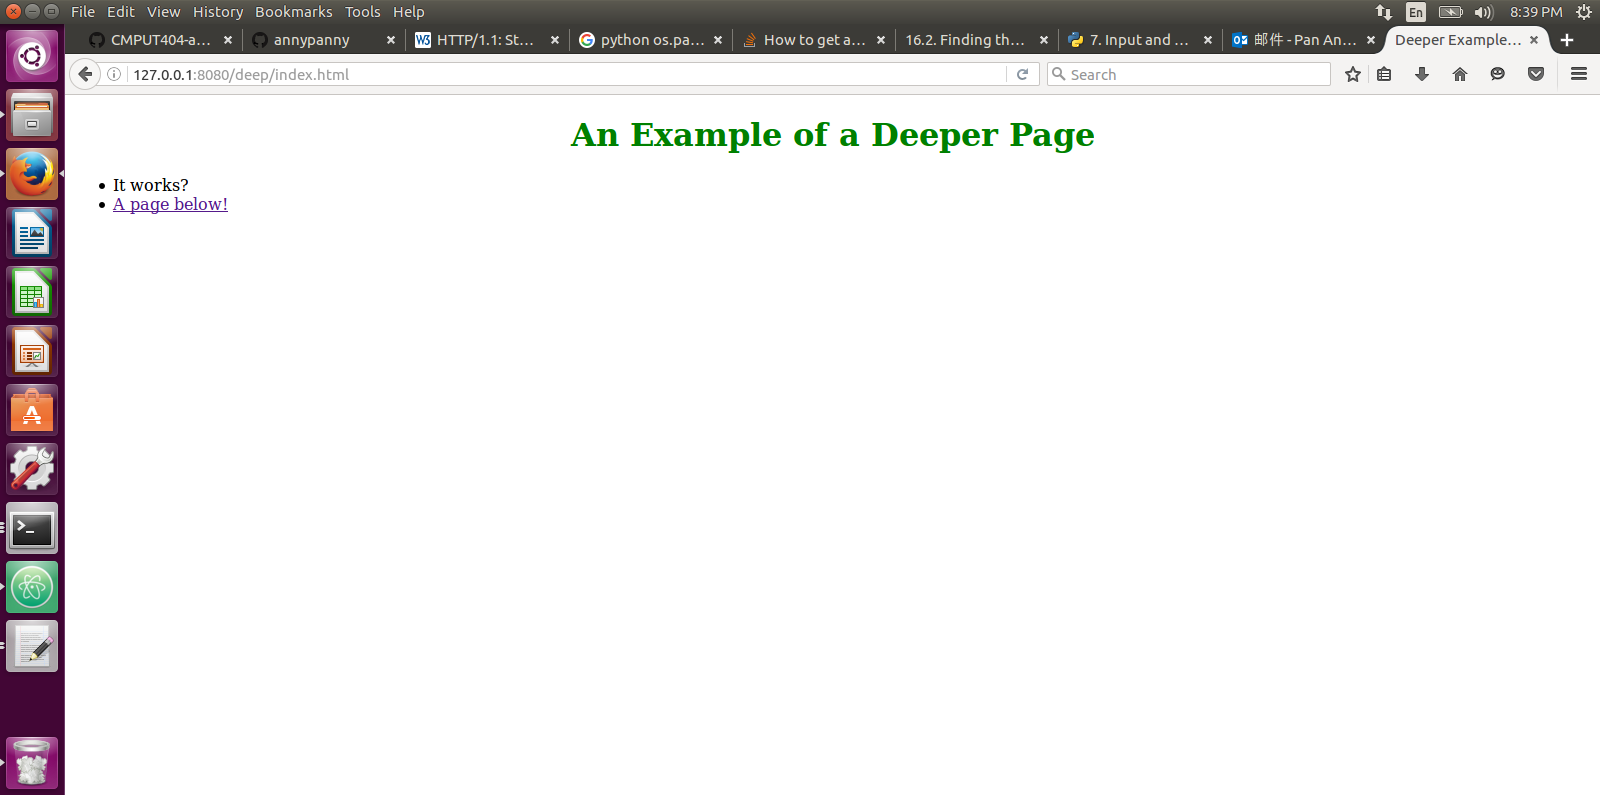 File Edit View History Bookmarks Tools Help
En
8:39 PM
CMPUT404-a...
annypanny
HTTP/1.1: St...
python os.pa...
How to get a...
16.2. Finding th...
7. Input and ...
邮件 - Pan An...
Deeper Example...
127.0.0.1:8080/deep/index.html
Search
An Example of a Deeper Page
It works?
A page below!